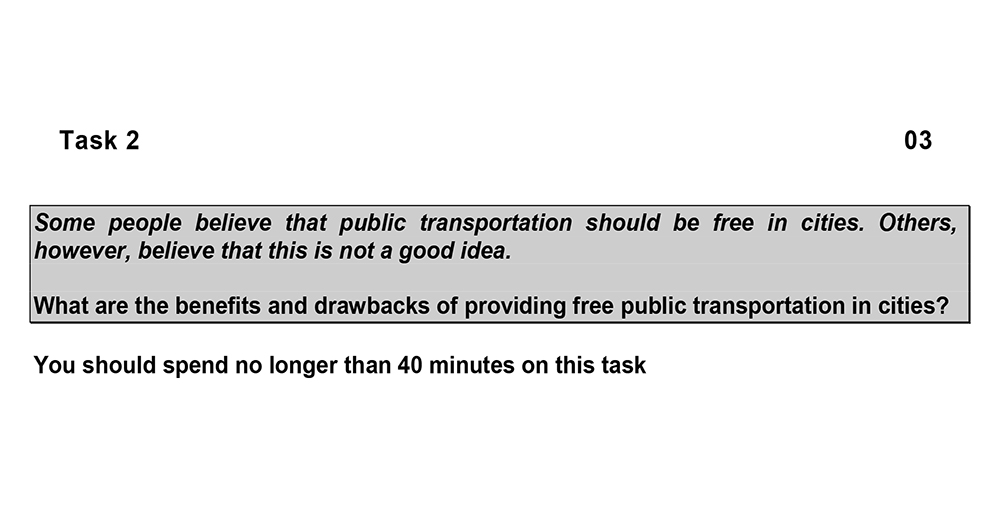 Task 2 03
Some people believe that public transportation should be free in cities. Others,
however, believe that this is not a good idea.
What are the benefits and drawbacks of providing free public transportation in cities?
You should spend no longer than 40 minutes on this task